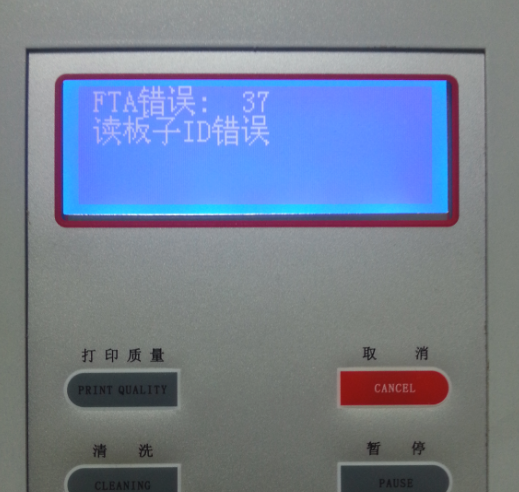 FTA错误: 37
读板子ID错误
打印质量
PRINT QUALITY
取消
CANCEL
清洗
CLEANING
暂停
PAUSE